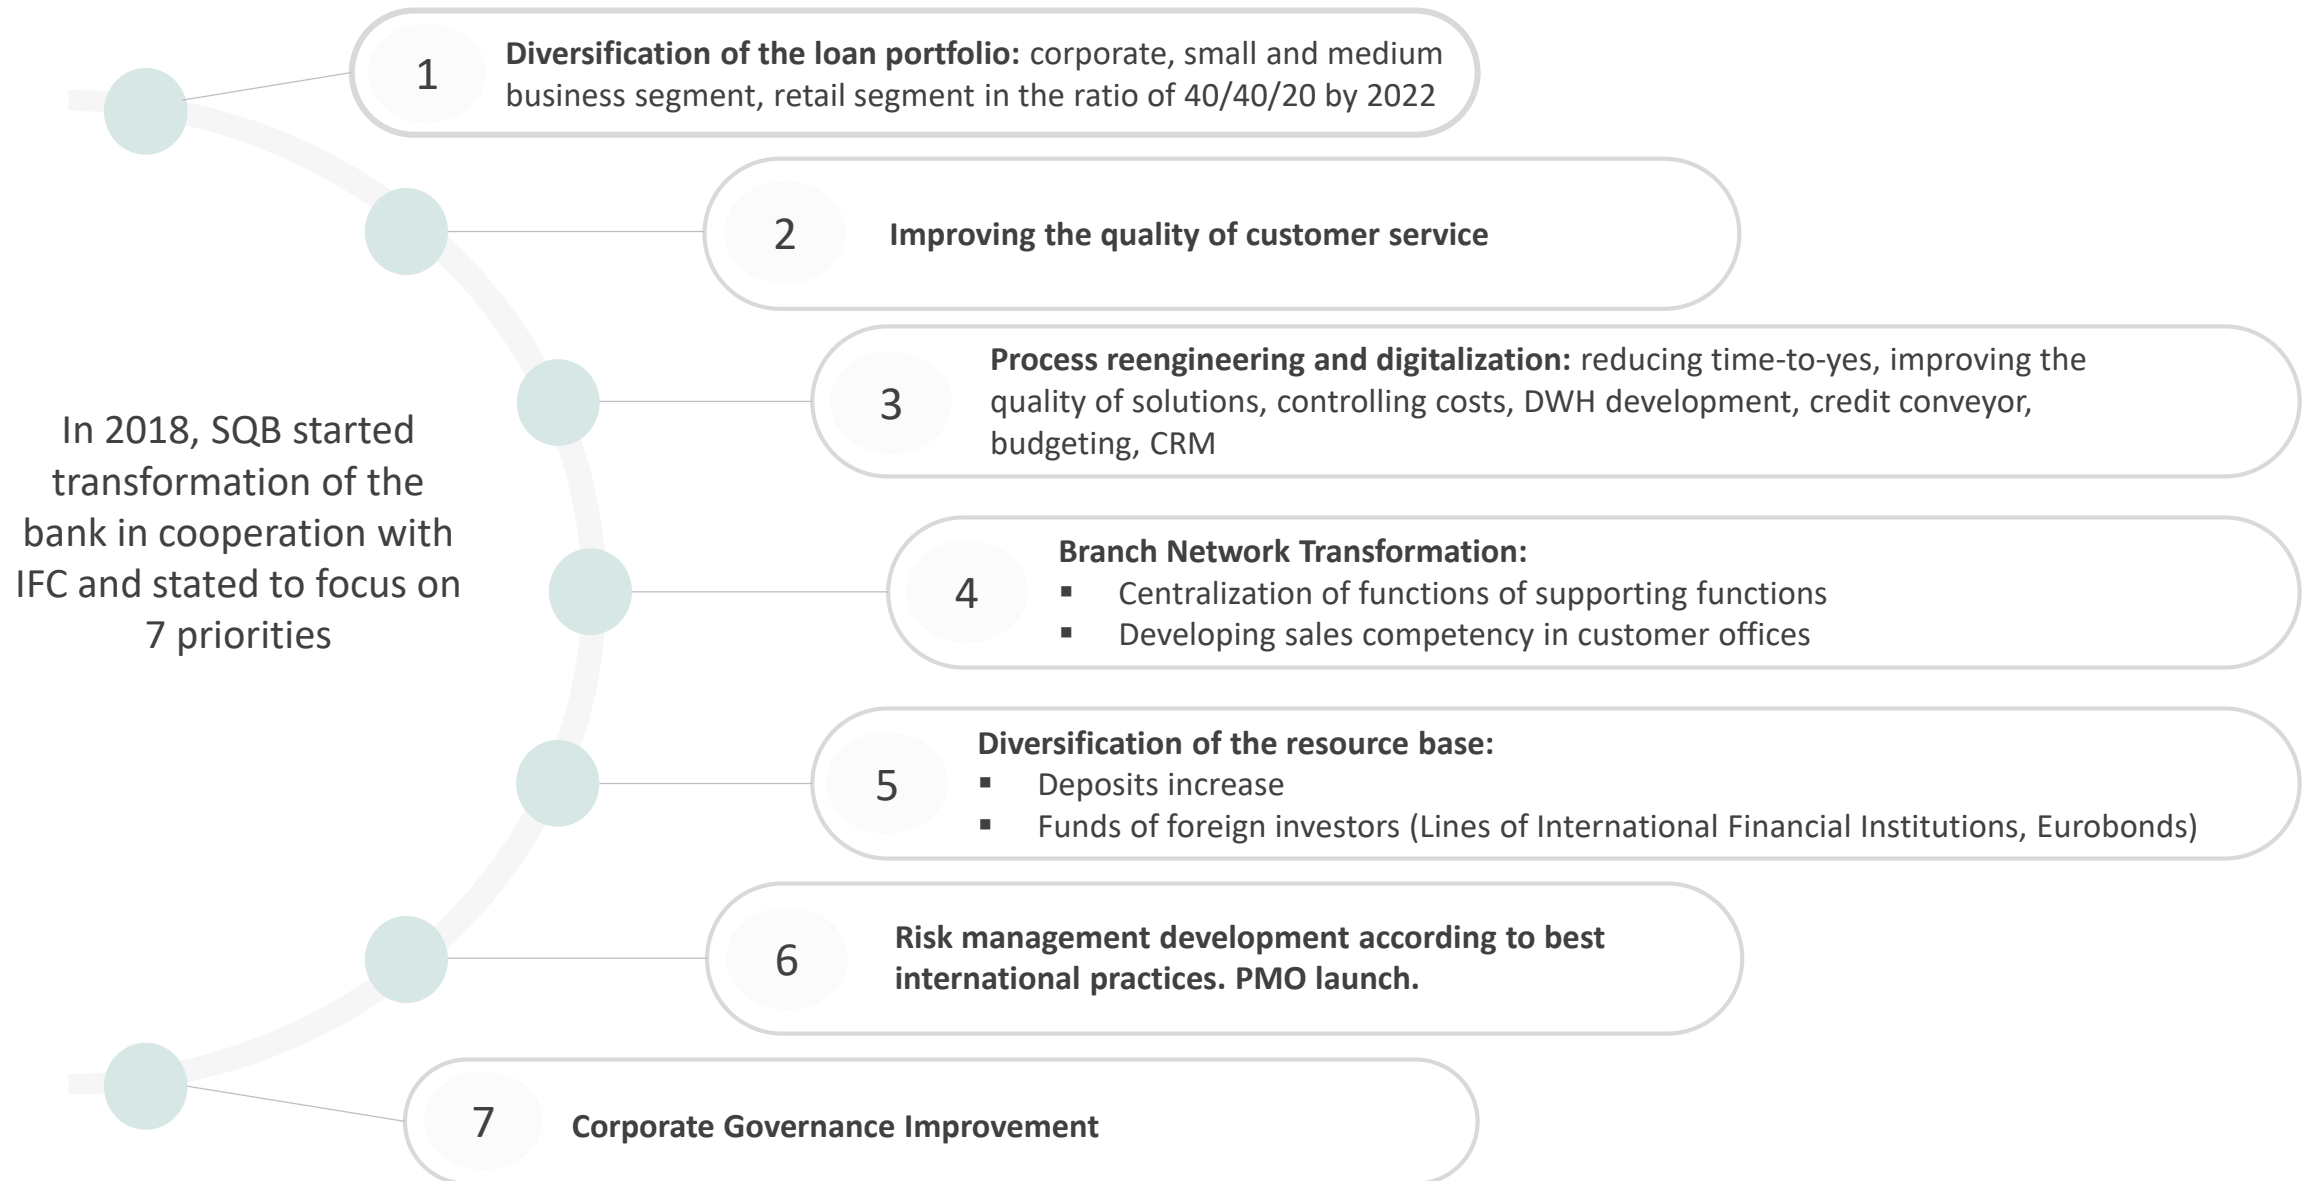 1
Diversification of the loan portfolio: corporate, small and medium
business segment, retail segment in the ratio of 40/40/20 by 2022
2
Improving the quality of customer service
3
Process reengineering and digitalization: reducing time-to-yes, improving the
quality of solutions, controlling costs, DWH development, credit conveyor,
budgeting, CRM
In 2018, SQB started
transformation of the
bank in cooperation with
IFC and stated to focus on
7 priorities
4
Branch Network Transformation:
▪ Centralization of functions of supporting functions
▪ Developing sales competency in customer offices
5
Diversification of the resource base:
▪ Deposits increase
▪ Funds of foreign investors (Lines of International Financial Institutions, Eurobonds)
6
Risk management development according to best
international practices. PMO launch.
7
Corporate Governance Improvement